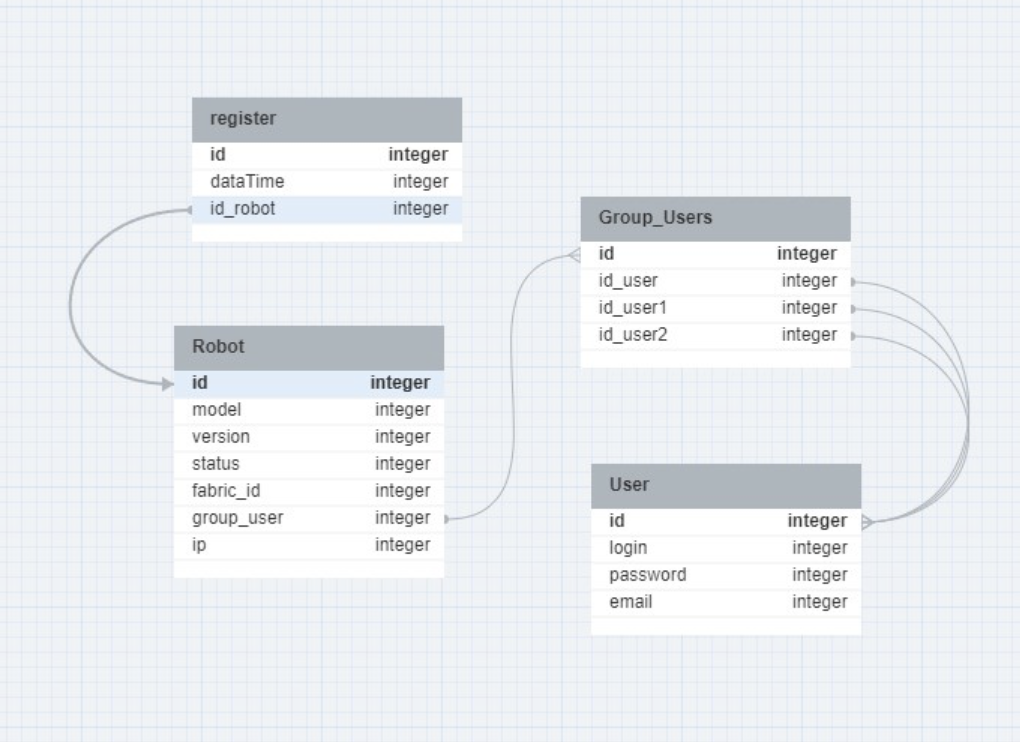 register
id integer
dataTime integer
id_robot integer
Group_Users
id integer
id_user integer
id_user1 integer
id_user2 integer
Robot
id integer
model integer
version integer
status integer
fabric_id integer
group_user integer
ip integer
User
id integer
login integer
password integer
email integer